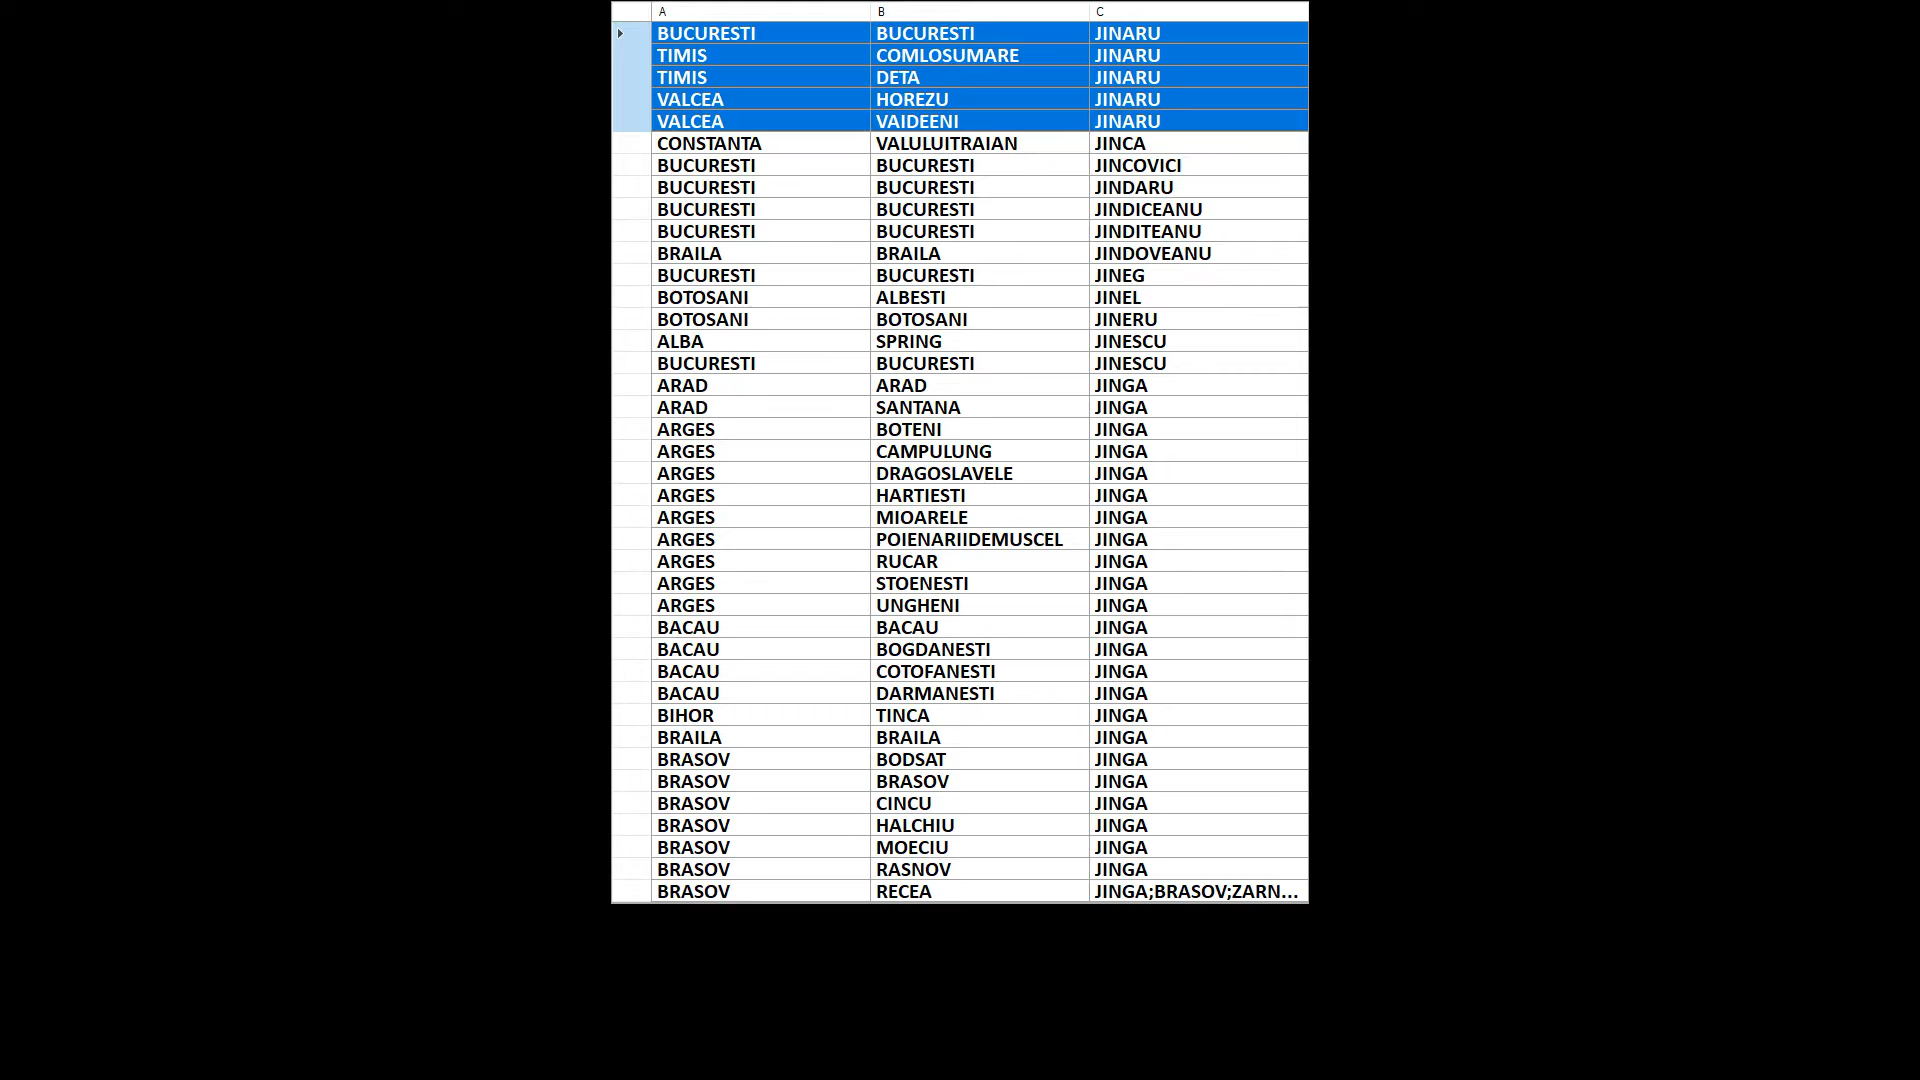 A B C
BUCURESTI BUCURESTI JINARU
TIMIS COMLOSUMARE JINARU
TIMIS DETA JINARU
VALCEA HOREZU JINARU
VALCEA VAIDEENI JINARU
CONSTANTA VALULUITRAIAN JINCA
BUCURESTI BUCURESTI JINCOVICI
BUCURESTI BUCURESTI JINDARU
BUCURESTI BUCURESTI JINDICEANU
BUCURESTI BUCURESTI JINDITEANU
BRAILA BRAILA JINDOVEANU
BUCURESTI BUCURESTI JINEG
BOTOSANI ALBESTI JINEL
BOTOSANI BOTOSANI JINERU
ALBA SPRING JINESCU
BUCURESTI BUCURESTI JINESCU
ARAD ARAD JINGA
ARAD SANTANA JINGA
ARGES BOTENI JINGA
ARGES CAMPULUNG JINGA
ARGES DRAGOSLAVELE JINGA
ARGES HARTIESTI JINGA
ARGES MIOARELE JINGA
ARGES POIENARIIDEMUSCEL JINGA
ARGES RUCAR JINGA
ARGES STOENESTI JINGA
ARGES UNGHENI JINGA
BACAU BACAU JINGA
BACAU BOGDANESTI JINGA
BACAU COTOFANESTI JINGA
BACAU DARMANESTI JINGA
BIHOR TINCA JINGA
BRAILA BRAILA JINGA
BRASOV BODSAT JINGA
BRASOV BRASOV JINGA
BRASOV CINCU JINGA
BRASOV HALCHIU JINGA
BRASOV MOECIU JINGA
BRASOV RASNOV JINGA
BRASOV RECEA JINGA;BRASOV;ZARN...